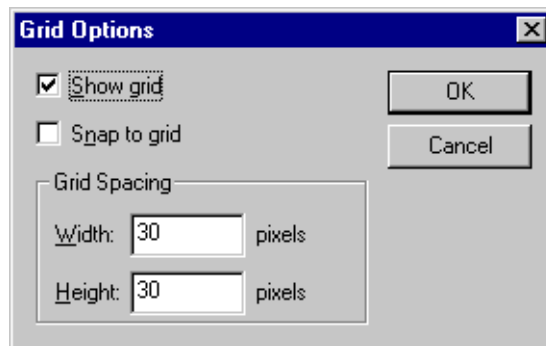 Grid Options
Show grid
OK
Snap to grid
Cancel
Grid Spacing
Width: 30 pixels
Height: 30 pixels